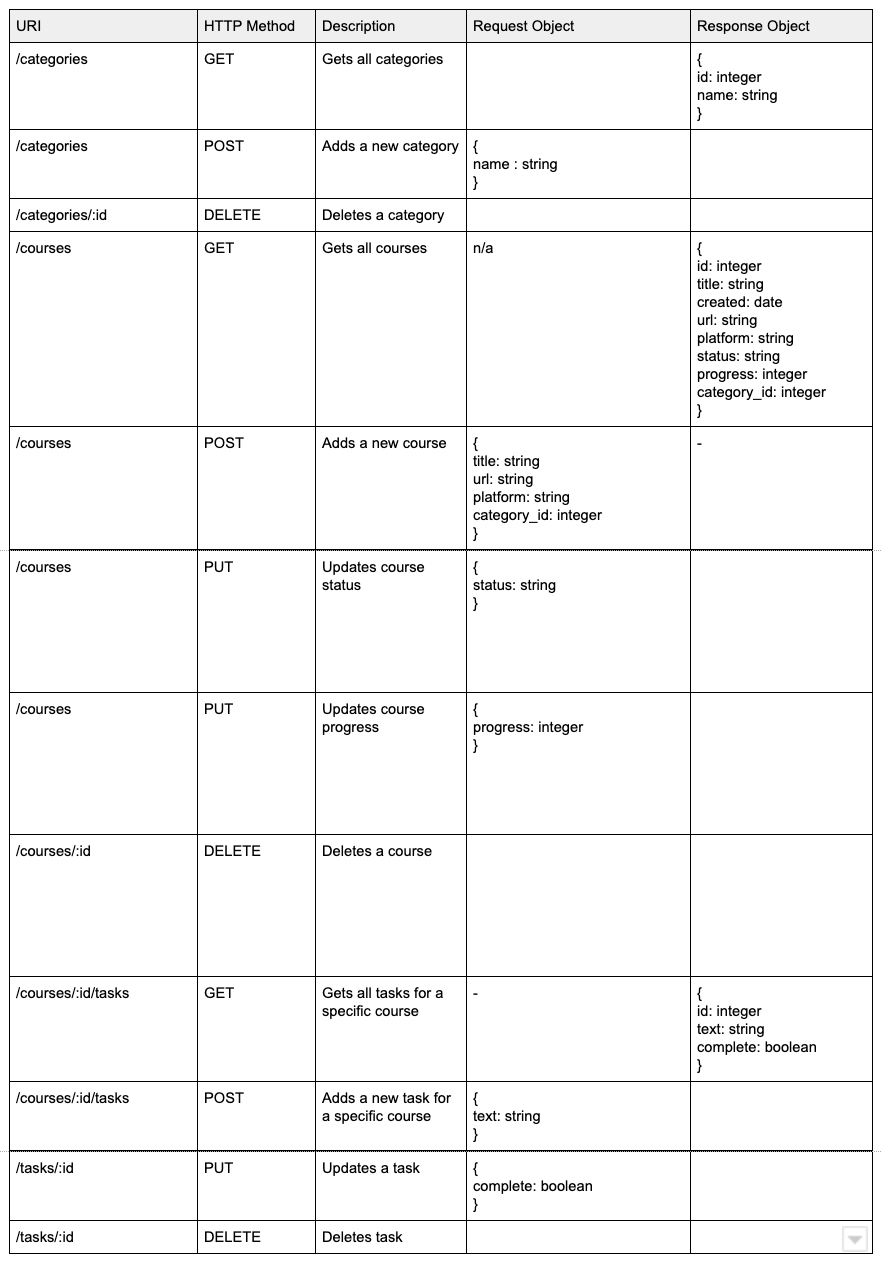 URI HTTP Method Description Request Object Response Object
/categories GET Gets all categories {
id: integer
name: string
}
/categories POST Adds a new category {
name : string
}
/categories/:id DELETE Deletes a category
/courses GET Gets all courses n/a {
id: integer
title: string
created: date
url: string
platform: string
status: string
progress: integer
category_id: integer
}
/courses POST Adds a new course { -
title: string
url: string
platform: string
category_id: integer
}
/courses PUT Updates course {
status status: string
}
/courses PUT Updates course {
progress progress: integer
}
/courses/:id DELETE Deletes a course
/courses/:id/tasks GET Gets all tasks for a - {
specific course id: integer
text: string
complete: boolean
}
/courses/:id/tasks POST Adds a new task for {
a specific course text: string
}
/tasks/:id PUT Updates a task {
complete: boolean
}
/tasks/:id DELETE Deletes task